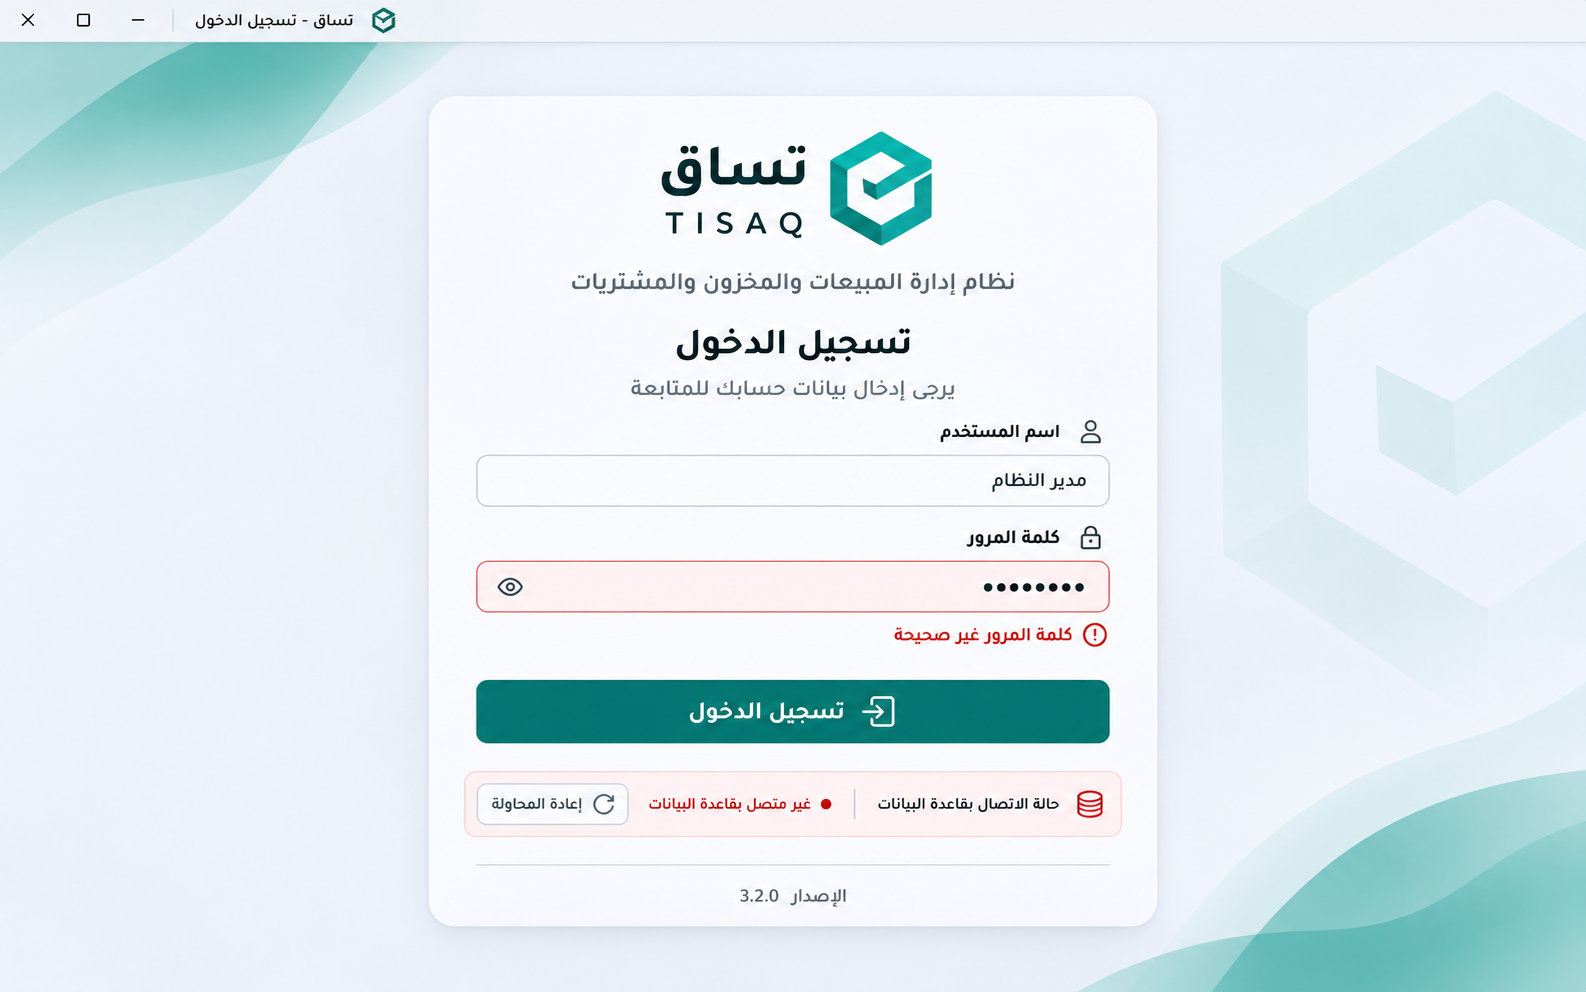 تساق - تسجيل الدخول
تساق
TISAQ
نظام إدارة المبيعات والمخزون والمشتريات
تسجيل الدخول
يرجى إدخال بيانات حسابك للمتابعة
اسم المستخدم
مدير النظام
كلمة المرور
كلمة المرور غير صحيحة
تسجيل الدخول
حالة الاتصال بقاعدة البيانات
غير متصل بقاعدة البيانات
إعادة المحاولة
الإصدار 3.2.0